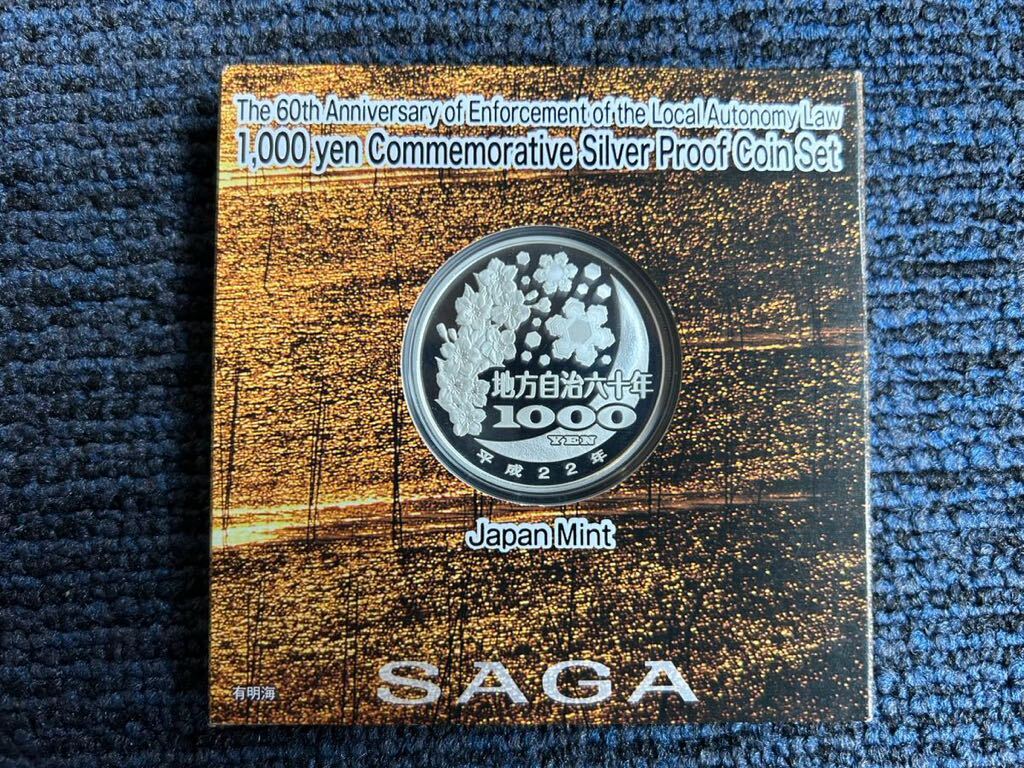 The 60th Anniversary of Enforcement of the Local Autonomy Law
1,000 yen Commemorative Silver Proof Coin Set
地方自治六十年
1000
YEN
平成22年
Japan Mint
有明海
SAGA